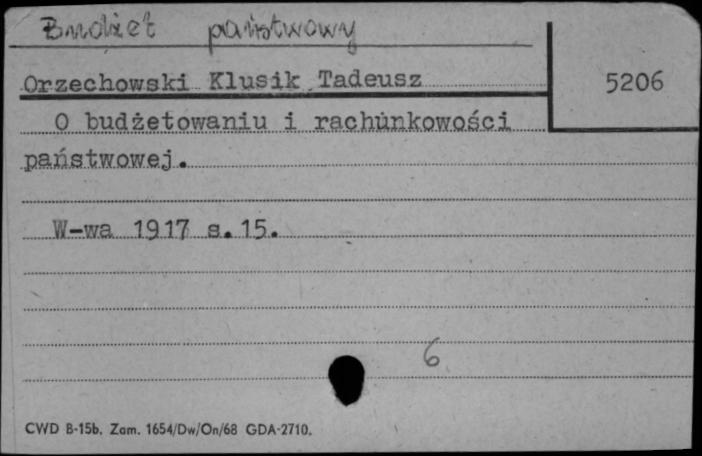 Budżet państwowy
Orzechowski Klusik Tadeusz
5206
O budżetowaniu i rachunkowości
państwowej.
W-wa 1917 s.15.
6
CWD B-15b. Zam. 1654/Dw/On/68 GDA-2710.